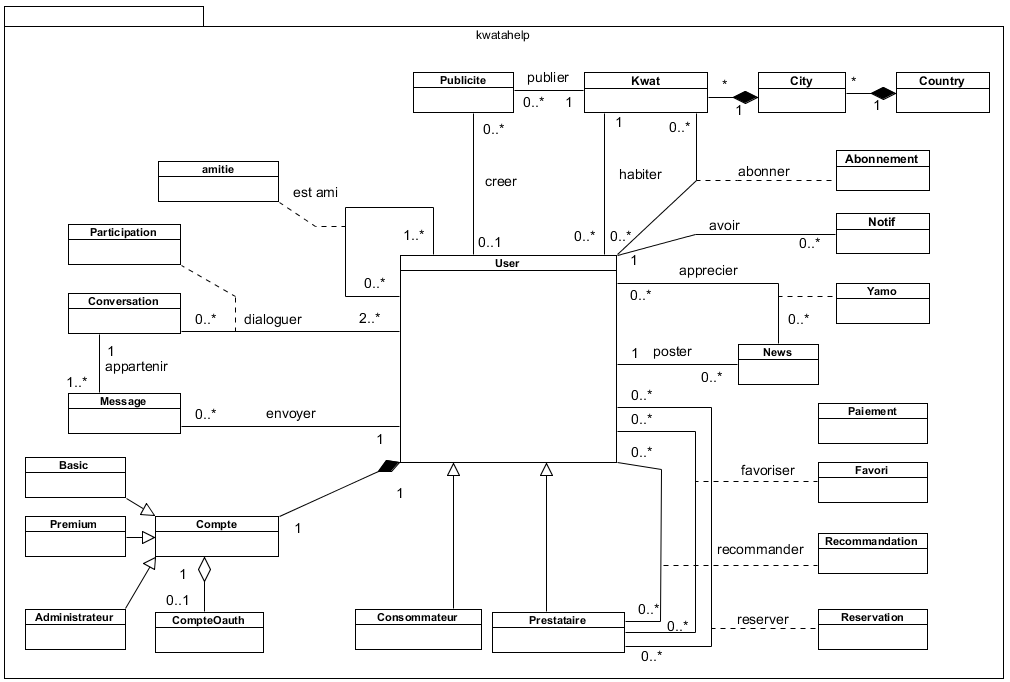 kwatahelp
Publicite
publier
Kwat
City
Country
0..*
1
*
1
*
1
0..*
1
0..*
amitie
est ami
creer
habiter
abonner
Abonnement
Participation
1..*
0..1
0..*
0..*
avoir
Notif
0..*
User
1
apprecier
0..*
0..*
Yamo
Conversation
0..*
dialoguer
2..*
0..*
1
appartenir
1
poster
News
1..*
0..*
Message
0..*
envoyer
1
0..*
0..*
Paiement
0..*
Basic
favoriser
Favori
1
Premium
Compte
1
recommander
Recommandation
1
0..1
Administrateur
CompteOauth
Consommateur
Prestataire
0..*
0..*
0..*
reserver
Reservation